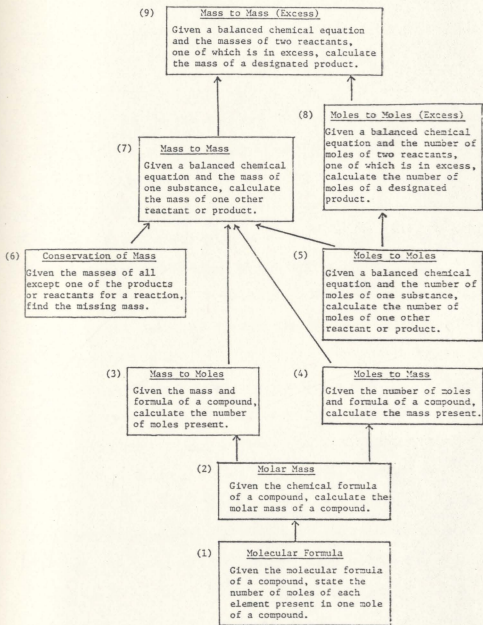 (9) Mass to Mass (Excess)
Given a balanced chemical equation
and the masses of two reactants,
one of which is in excess, calculate
the mass of a designated product.
(8) Moles to Moles (Excess)
Given a balanced chemical
equation and the number of
moles of two reactants,
one of which is in excess,
calculate the number of
moles of a designated
product.
(7) Mass to Mass
Given a balanced chemical
equation and the mass of
one substance, calculate
the mass of one other
reactant or product.
(6) Conservation of Mass
Given the masses of all
except one of the products
or reactants for a reaction,
find the missing mass.
(5) Moles to Moles
Given a balanced chemical
equation and the number of
moles of one substance,
calculate the number of
moles of one other
reactant or product.
(3) Mass to Moles
Given the mass and
formula of a compound,
calculate the number
of moles present.
(4) Moles to Mass
Given the number of moles
and formula of a compound,
calculate the mass present.
(2) Molar Mass
Given the chemical formula
of a compound, calculate the
molar mass of a compound.
(1) Molecular Formula
Given the molecular formula
of a compound, state the
number of moles of each
element present in one mole
of a compound.